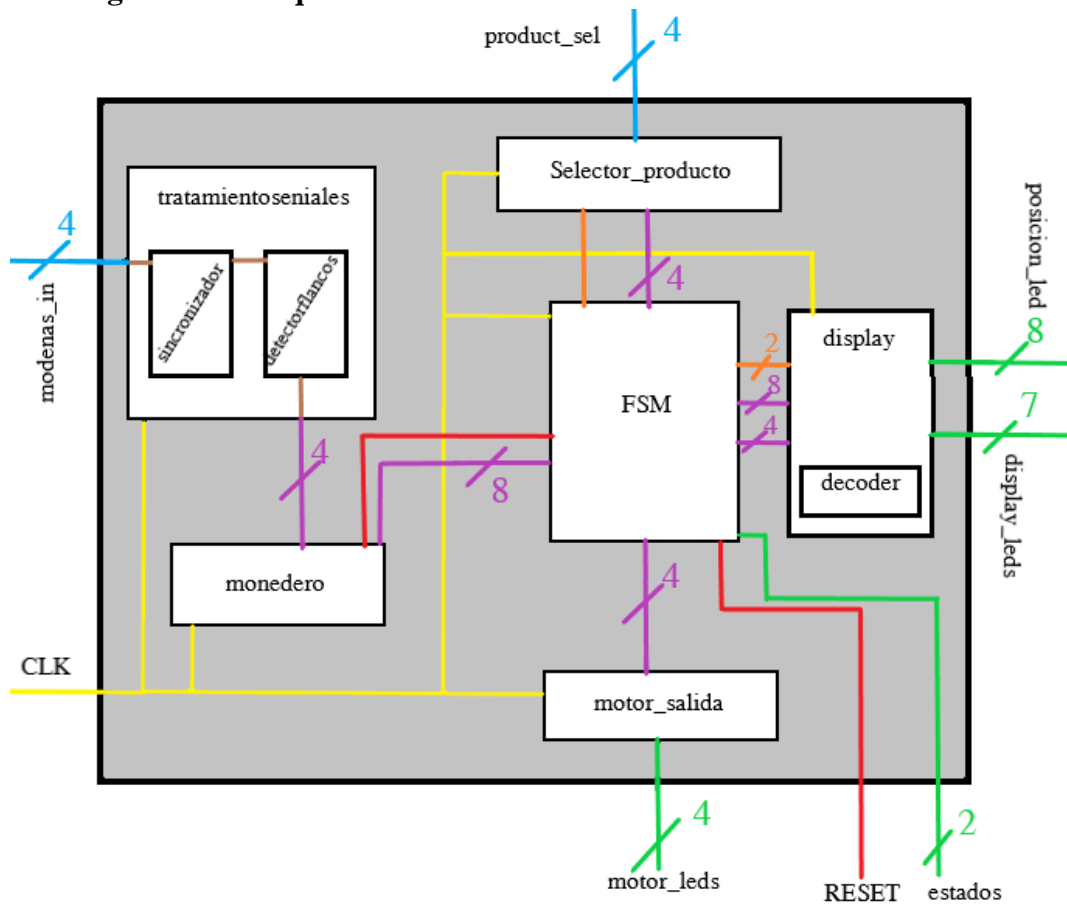 product_sel
4
Selector_producto
tratamientoseniales
4
modenas_in
sincronizador
detectorflancos
4
posicion_led
8
display
2
8
4
FSM
7
display_leds
decoder
4
8
monedero
4
CLK
motor_salida
4
2
motor_leds
RESET
estados